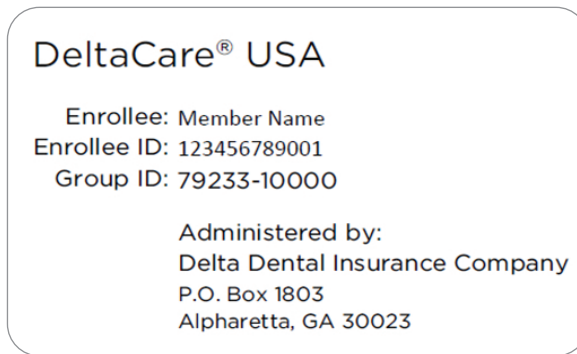 DeltaCare® USA
Enrollee: Member Name
Enrollee ID: 123456789001
Group ID: 79233-10000
Administered by:
Delta Dental Insurance Company
P.O. Box 1803
Alpharetta, GA 30023